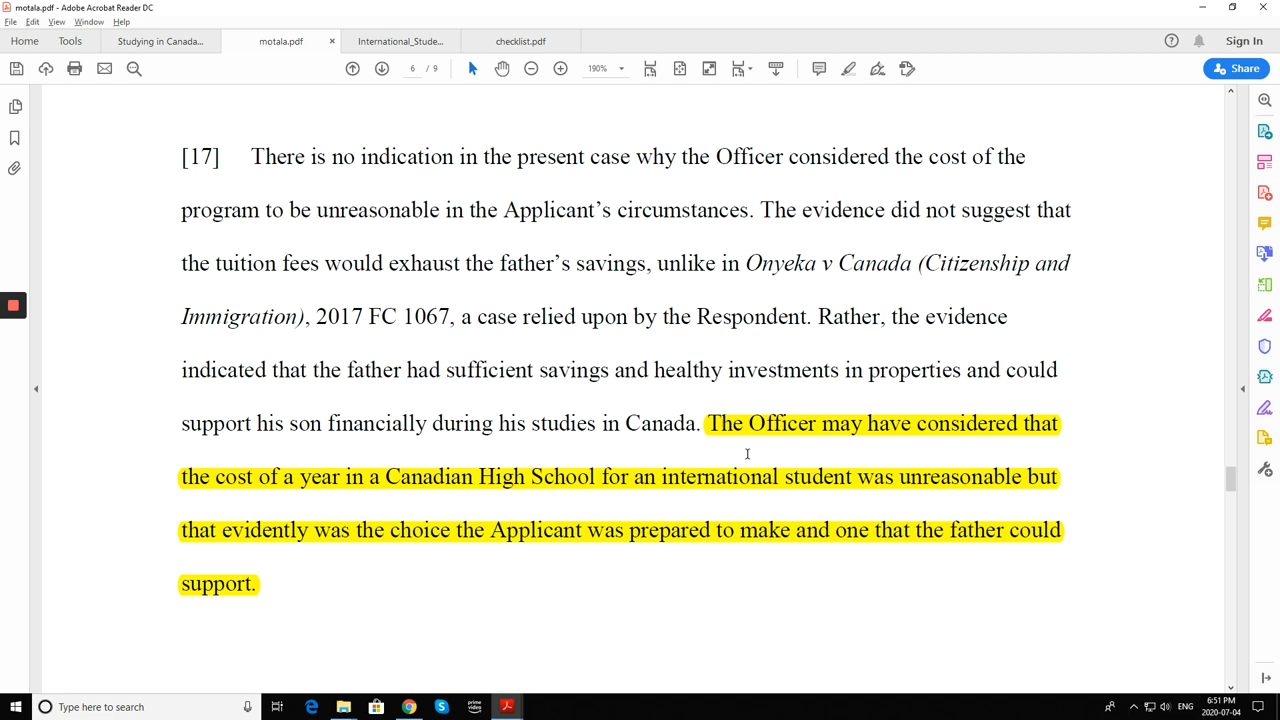 motala.pdf - Adobe Acrobat Reader DC
File Edit View Window Help
Home Tools Studying in Canada... motala.pdf × International_Stude... checklist.pdf Sign In
6 / 9 190% Share
[17] There is no indication in the present case why the Officer considered the cost of the
program to be unreasonable in the Applicant’s circumstances. The evidence did not suggest that
the tuition fees would exhaust the father’s savings, unlike in Onyeka v Canada (Citizenship and
Immigration), 2017 FC 1067, a case relied upon by the Respondent. Rather, the evidence
indicated that the father had sufficient savings and healthy investments in properties and could
support his son financially during his studies in Canada. The Officer may have considered that
the cost of a year in a Canadian High School for an international student was unreasonable but
that evidently was the choice the Applicant was prepared to make and one that the father could
support.
Type here to search prime video ENG 6:51 PM
2020-07-04